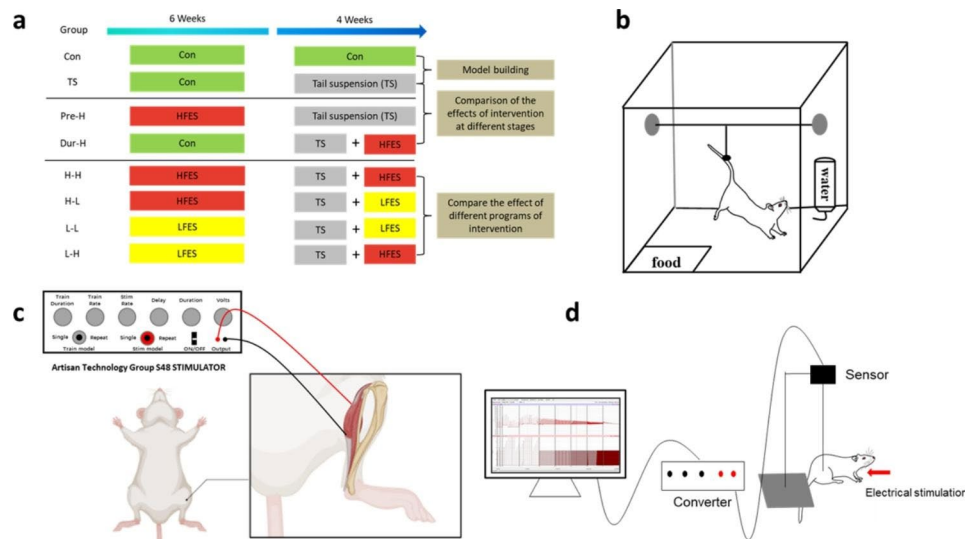 a
Group
6 Weeks
4 Weeks
Con
Con
Con
TS
Con
Tail suspension (TS)
Model building
Pre-H
HFES
Tail suspension (TS)
Dur-H
Con
TS + HFES
Comparison of the
effects of intervention
at different stages
H-H
HFES
TS + HFES
H-L
HFES
TS + LFES
L-L
LFES
TS + LFES
L-H
LFES
TS + HFES
Compare the effect of
different programs of
intervention
b
water
food
c
Train
Duration
Train
Rate
Stim
Rate
Delay
Duration
Volts
Single
Repeat
Train model
Single
Repeat
Stim model
ON/OFF
Output
Artisan Technology Group S48 STIMULATOR
d
Sensor
Converter
Electrical stimulation